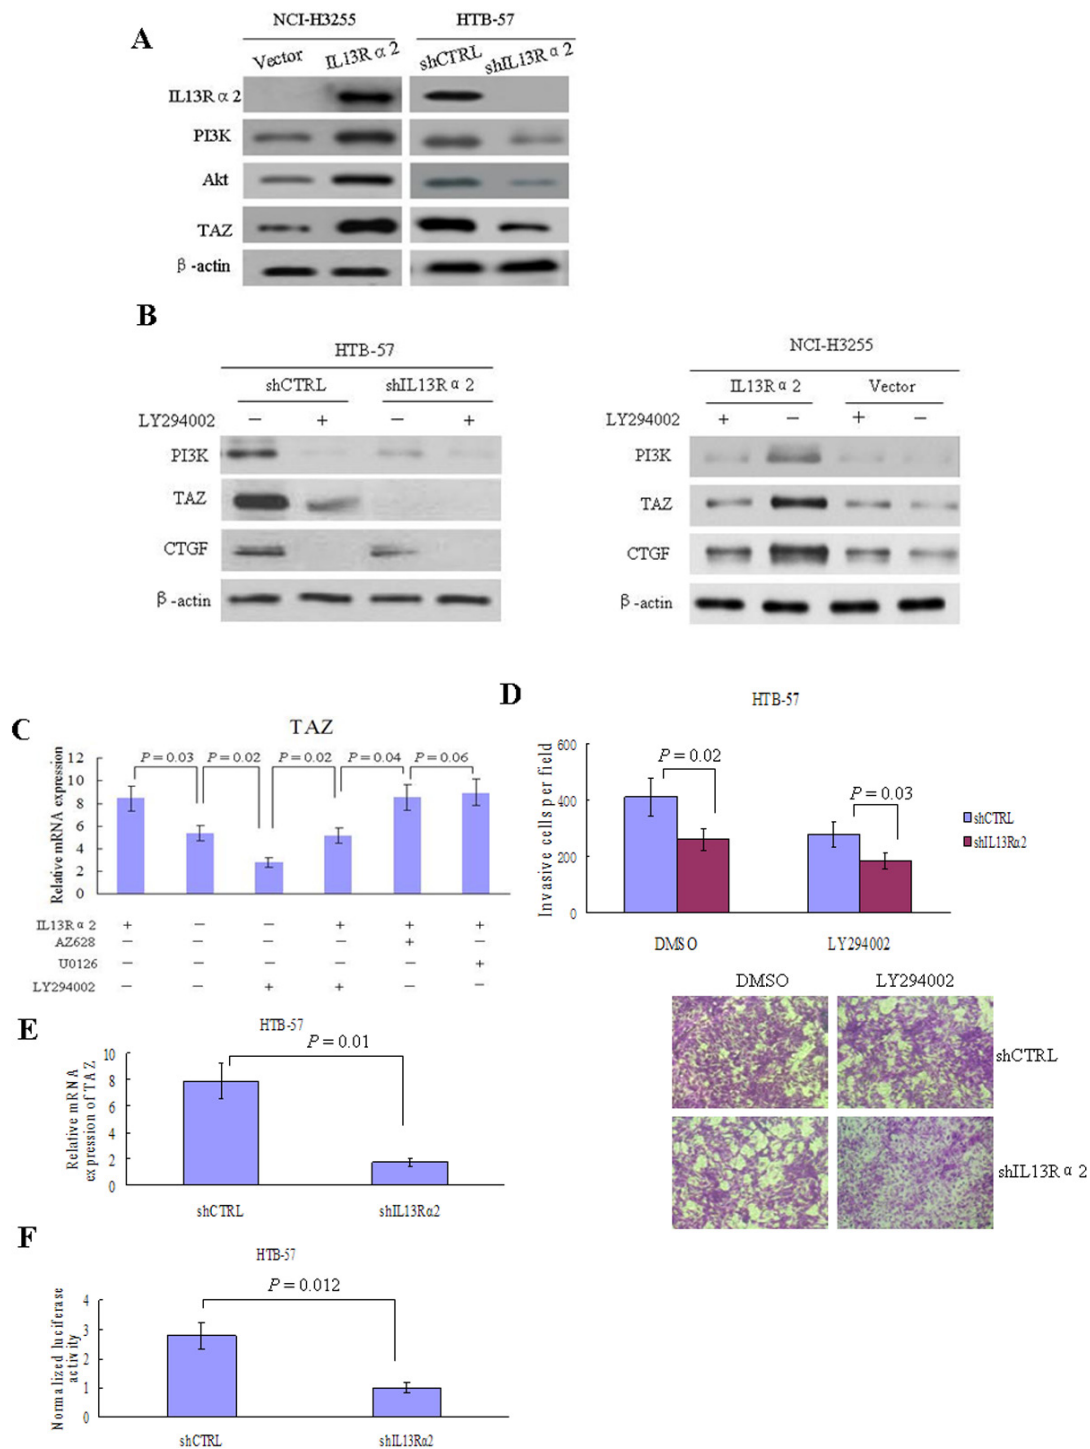 A
NCI-H3255 HTB-57
Vector IL13Rα2 shCTRL shIL13Rα2
IL13Rα2
PI3K
Akt
TAZ
β-actin
B
HTB-57
shCTRL shIL13Rα2
LY294002 – + – +
PI3K
TAZ
CTGF
β-actin
NCI-H3255
IL13Rα2 Vector
LY294002 + – + –
PI3K
TAZ
CTGF
β-actin
C
TAZ
P = 0.03 P = 0.02 P = 0.02 P = 0.04 P = 0.06
Relative mRNA expression
12
10
8
6
4
2
0
IL13Rα2 + – – + + +
AZ628 – – – – + –
U0126 – – – – – +
LY294002 – – + + – –
D
HTB-57
Invasive cells per field
600
400
200
0
P = 0.02
P = 0.03
shCTRL
shIL13Rα2
DMSO LY294002
DMSO LY294002
shCTRL
shIL13Rα2
E
HTB-57
P = 0.01
Relative mRNA
expression of TAZ
10
8
6
4
2
0
shCTRL shIL13Rα2
F
HTB-57
P = 0.012
Normalized luciferase
activity
4
3
2
1
0
shCTRL shIL13Rα2